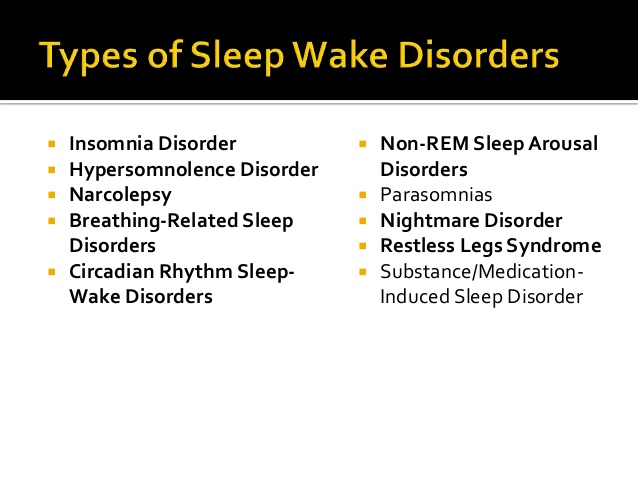 Types of Sleep Wake Disorders
Insomnia Disorder
Hypersomnolence Disorder
Narcolepsy
Breathing-Related Sleep
Disorders
Circadian Rhythm Sleep-
Wake Disorders
Non-REM Sleep Arousal
Disorders
Parasomnias
Nightmare Disorder
Restless Legs Syndrome
Substance/Medication-
Induced Sleep Disorder